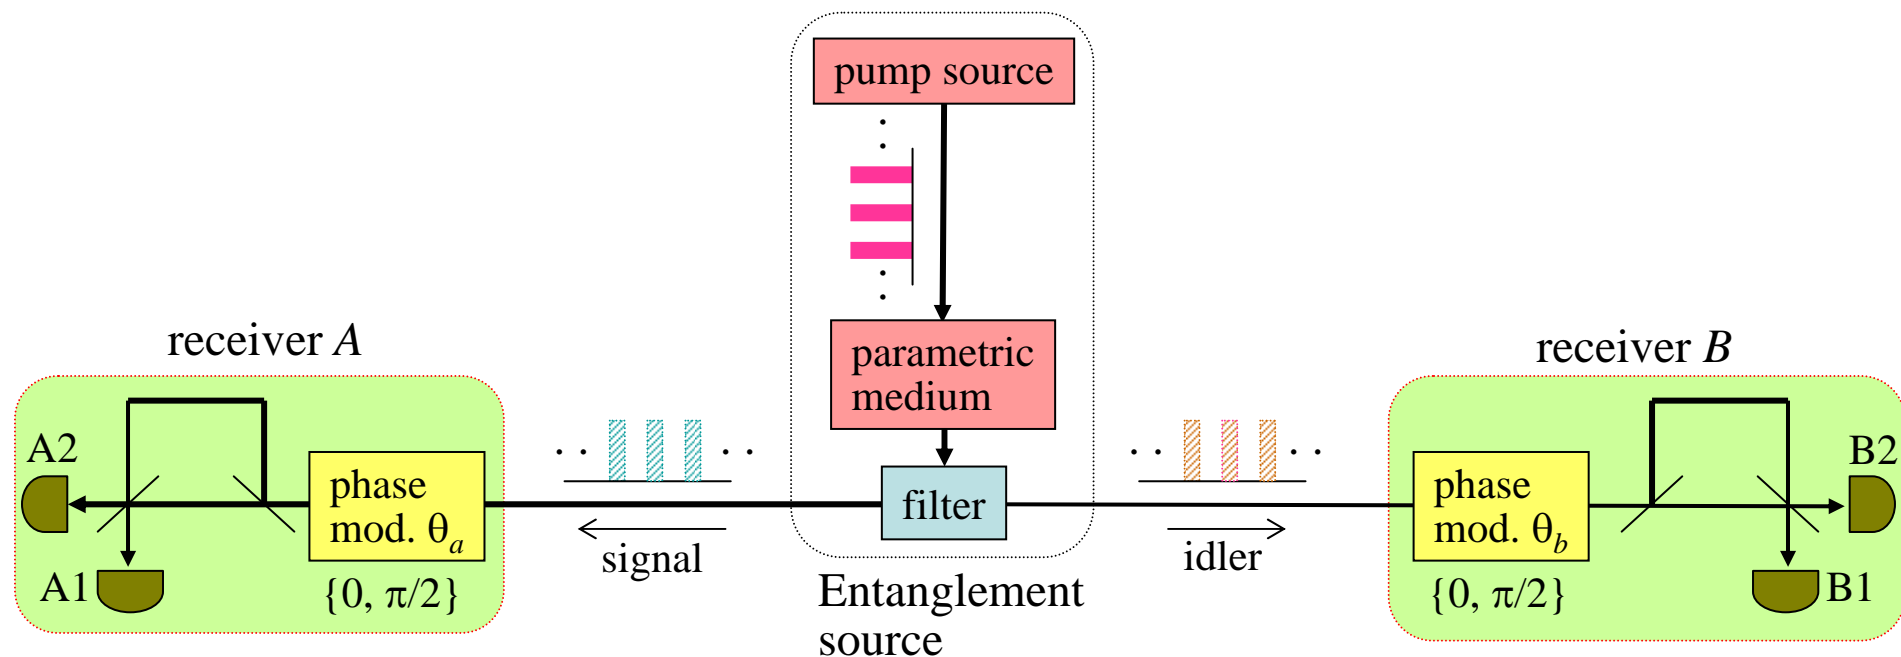 pump source
parametric
medium
filter
Entanglement
source
receiver A
A2
A1
phase
mod. θₐ
{0, π/2}
signal
idler
receiver B
phase
mod. θ_b
{0, π/2}
B2
B1